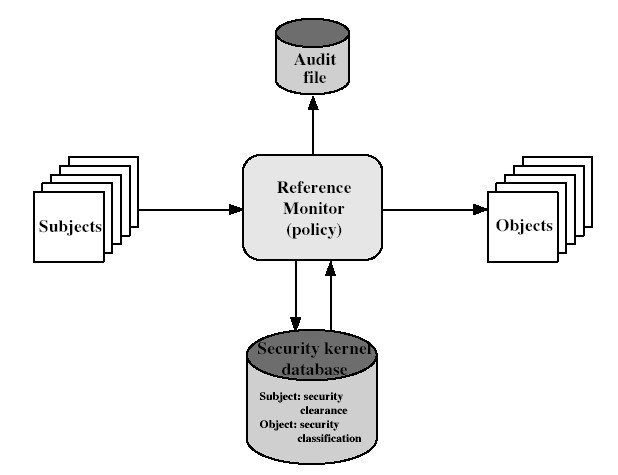 Audit
file
Reference
Monitor
(policy)
Subjects
Objects
Security kernel
database
Subject: security
clearance
Object: security
classification